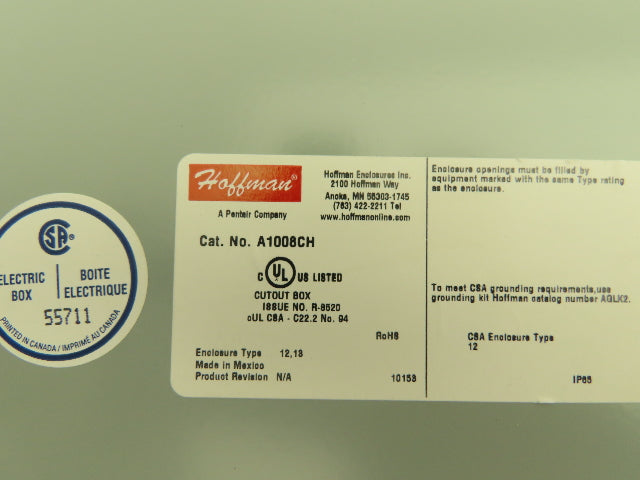 CSA
ELECTRIC BOX
BOITE ELECTRIQUE
55711
PRINTED IN CANADA / IMPRIMÉ AU CANADA
Hoffman®
A Pentair Company
Hoffman Enclosures Inc.
2100 Hoffman Way
Anoka, MN 55303-1745
(763) 422-2211 Tel
www.hoffmanonline.com
Cat. No. A1008CH
C UL US LISTED
CUTOUT BOX
ISSUE NO. R-8520
cUL CSA - C22.2 No. 94
RoHS
Enclosure Type 12,13
Made in Mexico
Product Revision N/A
10153
Enclosure openings must be filled by
equipment marked with the same Type rating
as the enclosure.
To meet CSA grounding requirements,use
grounding kit Hoffman catalog number AGLK2.
CSA Enclosure Type
12
IP65